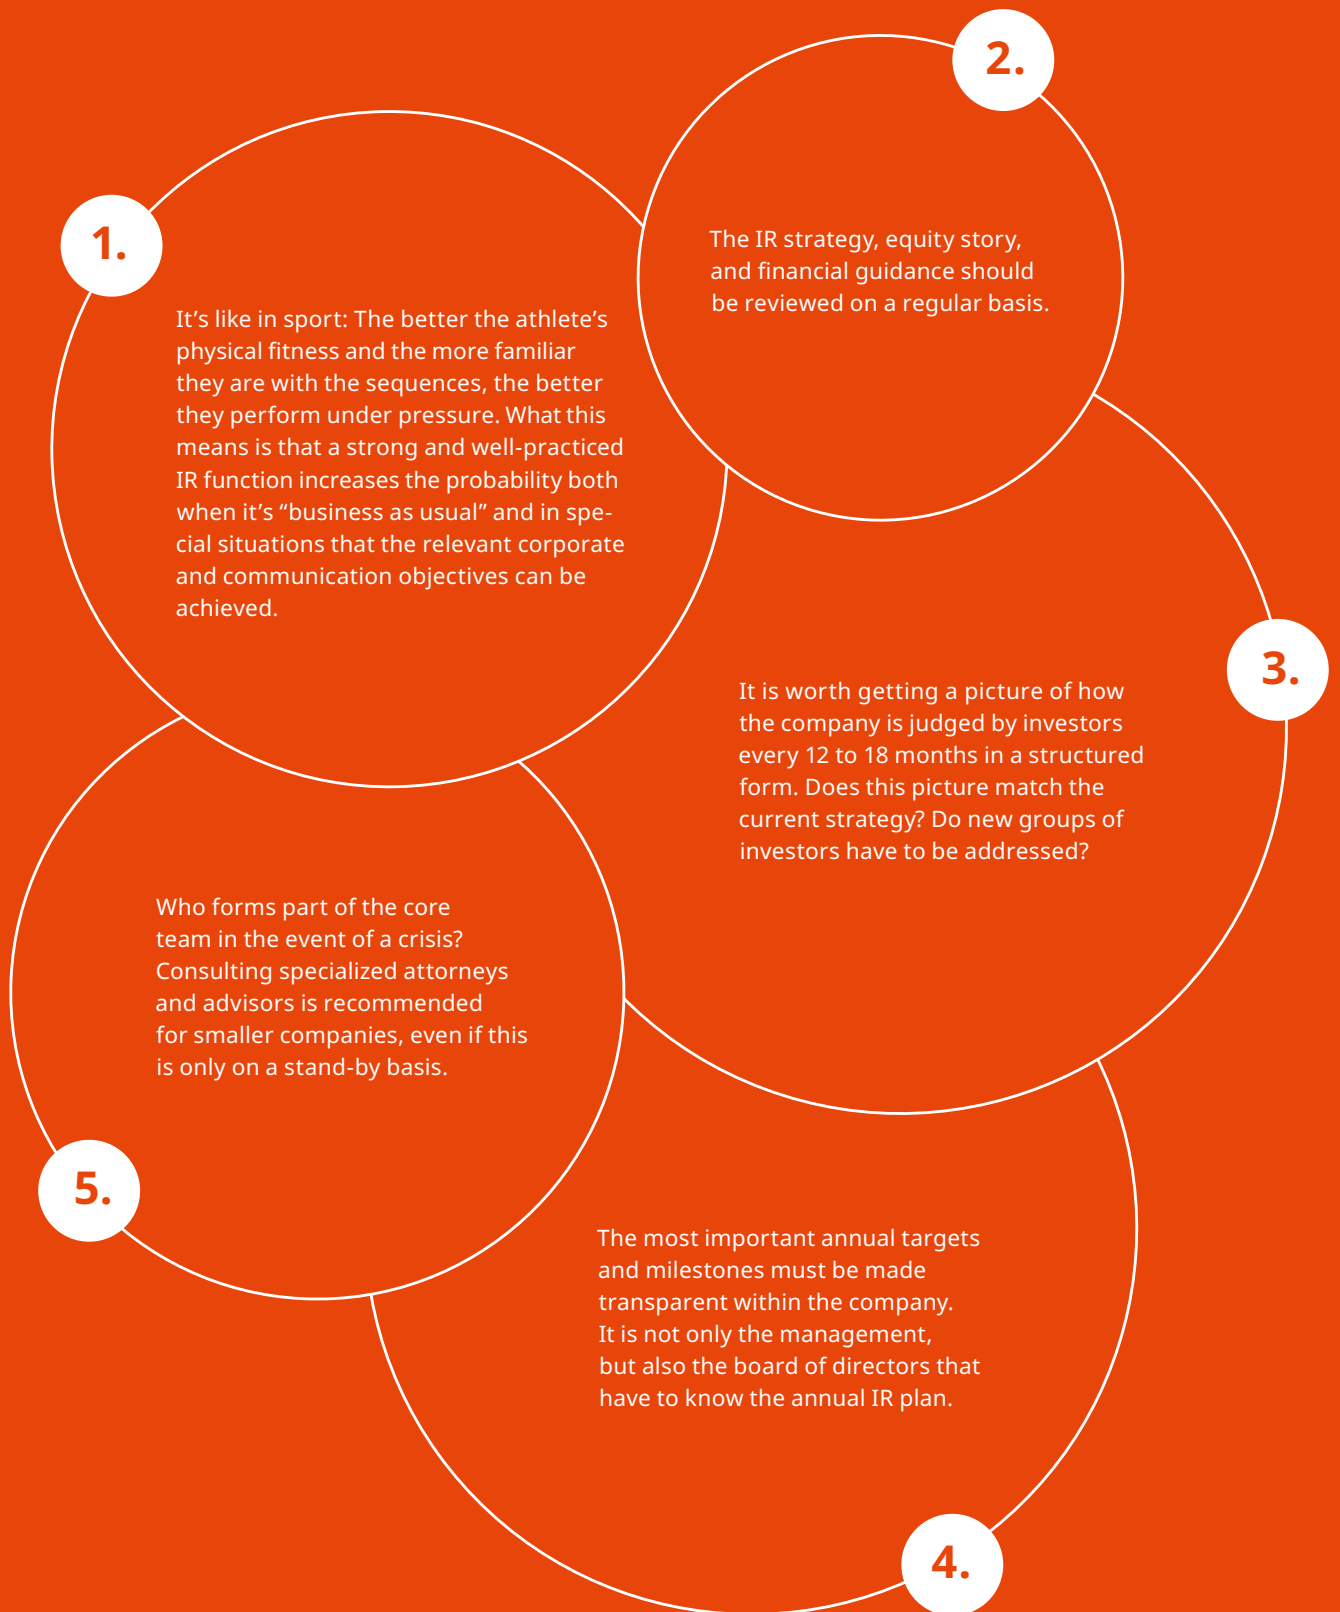 1.
It’s like in sport: The better the athlete’s
physical fitness and the more familiar
they are with the sequences, the better
they perform under pressure. What this
means is that a strong and well-practiced
IR function increases the probability both
when it’s “business as usual” and in spe-
cial situations that the relevant corporate
and communication objectives can be
achieved.
2.
The IR strategy, equity story,
and financial guidance should
be reviewed on a regular basis.
3.
It is worth getting a picture of how
the company is judged by investors
every 12 to 18 months in a structured
form. Does this picture match the
current strategy? Do new groups of
investors have to be addressed?
4.
The most important annual targets
and milestones must be made
transparent within the company.
It is not only the management,
but also the board of directors that
have to know the annual IR plan.
5.
Who forms part of the core
team in the event of a crisis?
Consulting specialized attorneys
and advisors is recommended
for smaller companies, even if this
is only on a stand-by basis.